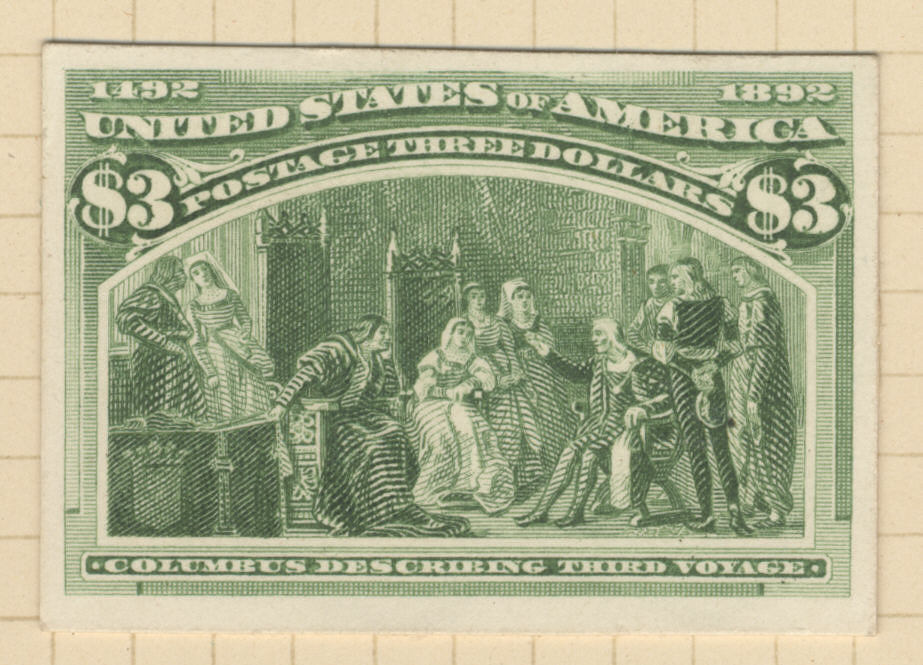 1492 1892
UNITED STATES OF AMERICA
$3 POSTAGE THREE DOLLARS $3
COLUMBUS DESCRIBING THIRD VOYAGE